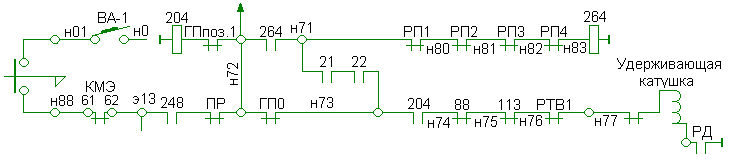 н01 ВА-1 н0 204 ГПпоз.1 264 н71 РП1 н80 РП2 н81 РП3 н82 РП4 н83 264
н72 21 22
Удерживающая
катушка
н88 61 КМЭ 62 э13 248 ПР ГП0 н73 204 н74 88 н75 113 н76 РТВ1 н77 РД